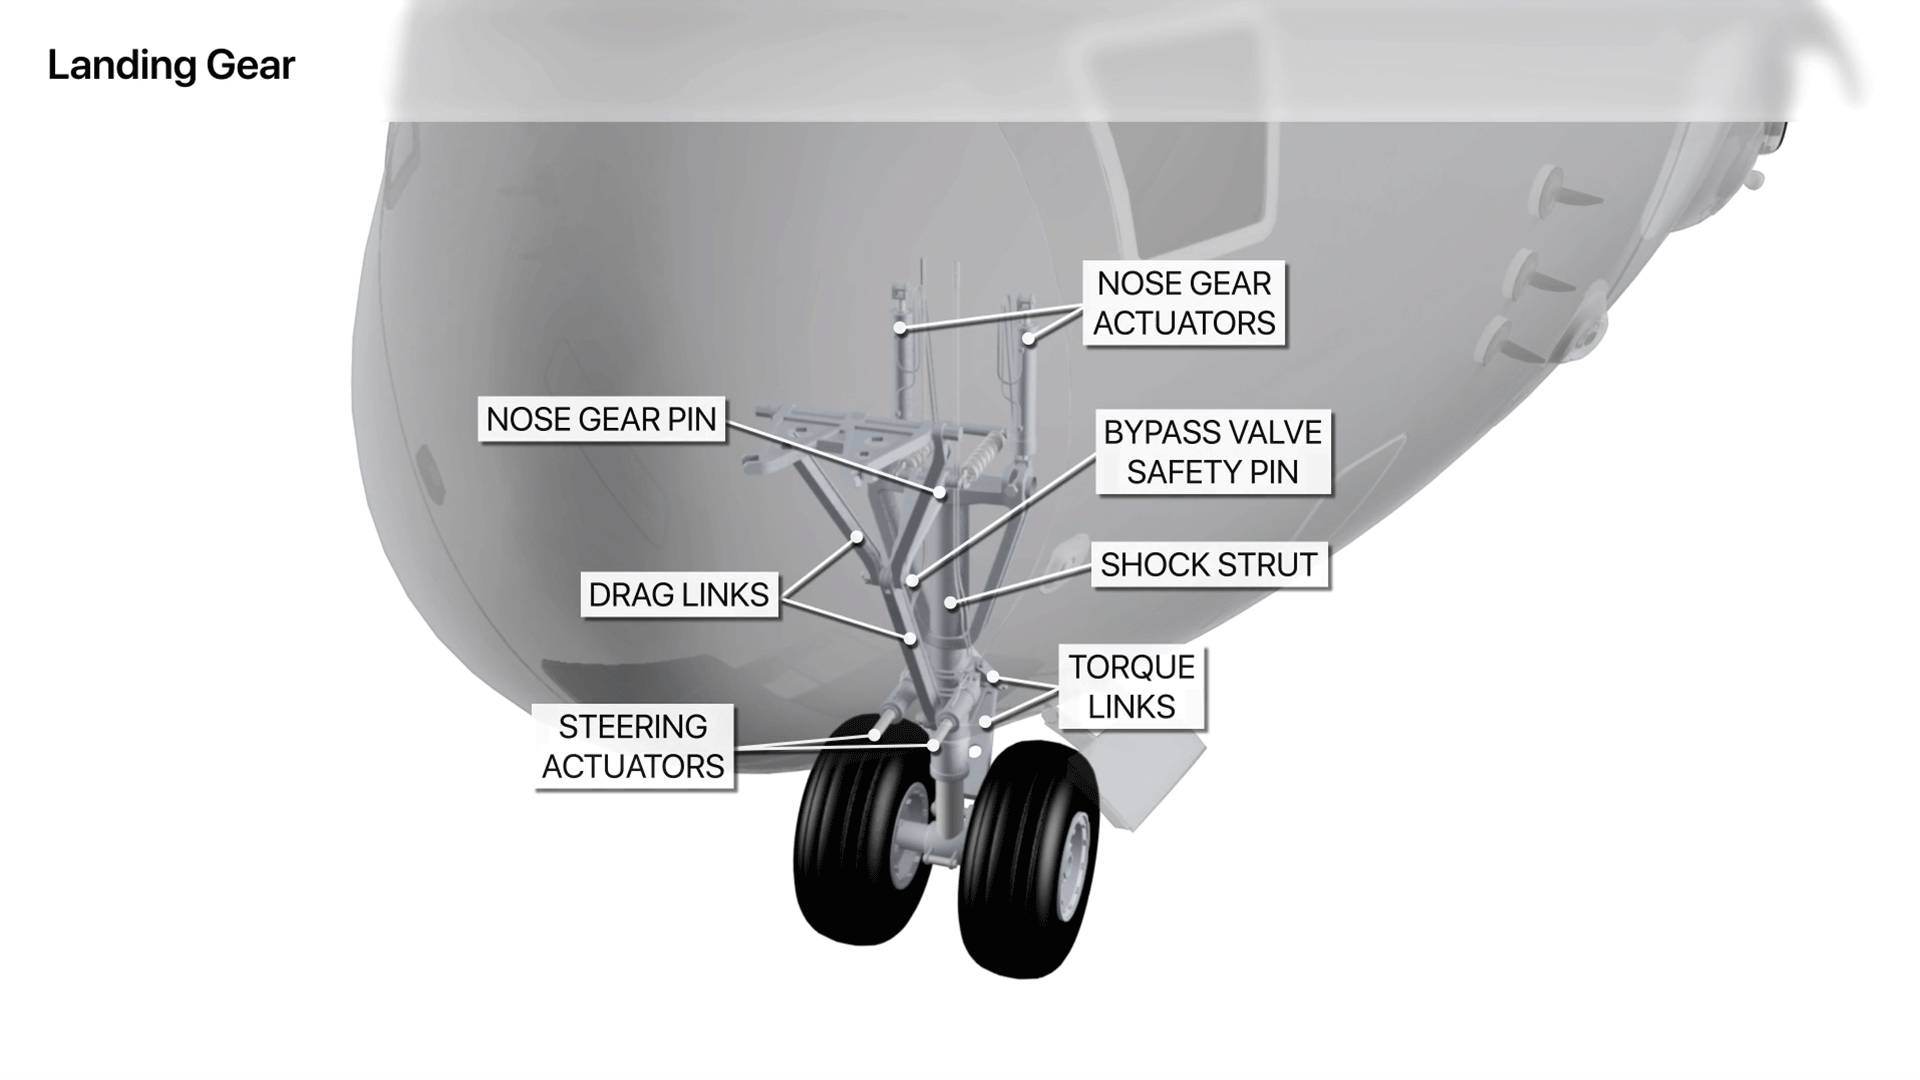 Landing Gear
NOSE GEAR
ACTUATORS
NOSE GEAR PIN
BYPASS VALVE
SAFETY PIN
SHOCK STRUT
DRAG LINKS
TORQUE
LINKS
STEERING
ACTUATORS